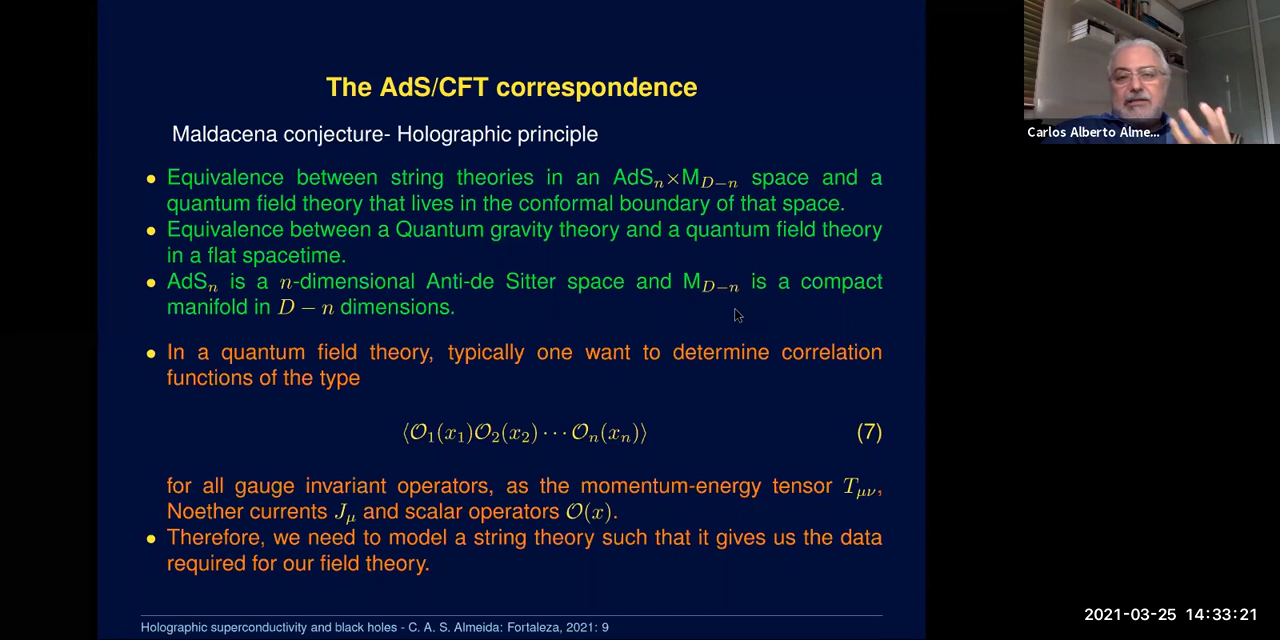 The AdS/CFT correspondence
Maldacena conjecture- Holographic principle
• Equivalence between string theories in an AdSₙ×M_{D−n} space and a
quantum field theory that lives in the conformal boundary of that space.
• Equivalence between a Quantum gravity theory and a quantum field theory
in a flat spacetime.
• AdSₙ is a n-dimensional Anti-de Sitter space and M_{D−n} is a compact
manifold in D − n dimensions.
• In a quantum field theory, typically one want to determine correlation
functions of the type
⟨𝒪₁(x₁)𝒪₂(x₂)⋯𝒪ₙ(xₙ)⟩ (7)
for all gauge invariant operators, as the momentum-energy tensor T_{μν},
Noether currents J_μ and scalar operators 𝒪(x).
• Therefore, we need to model a string theory such that it gives us the data
required for our field theory.
Holographic superconductivity and black holes - C. A. S. Almeida: Fortaleza, 2021: 9
Carlos Alberto Alme...
2021-03-25 14:33:21